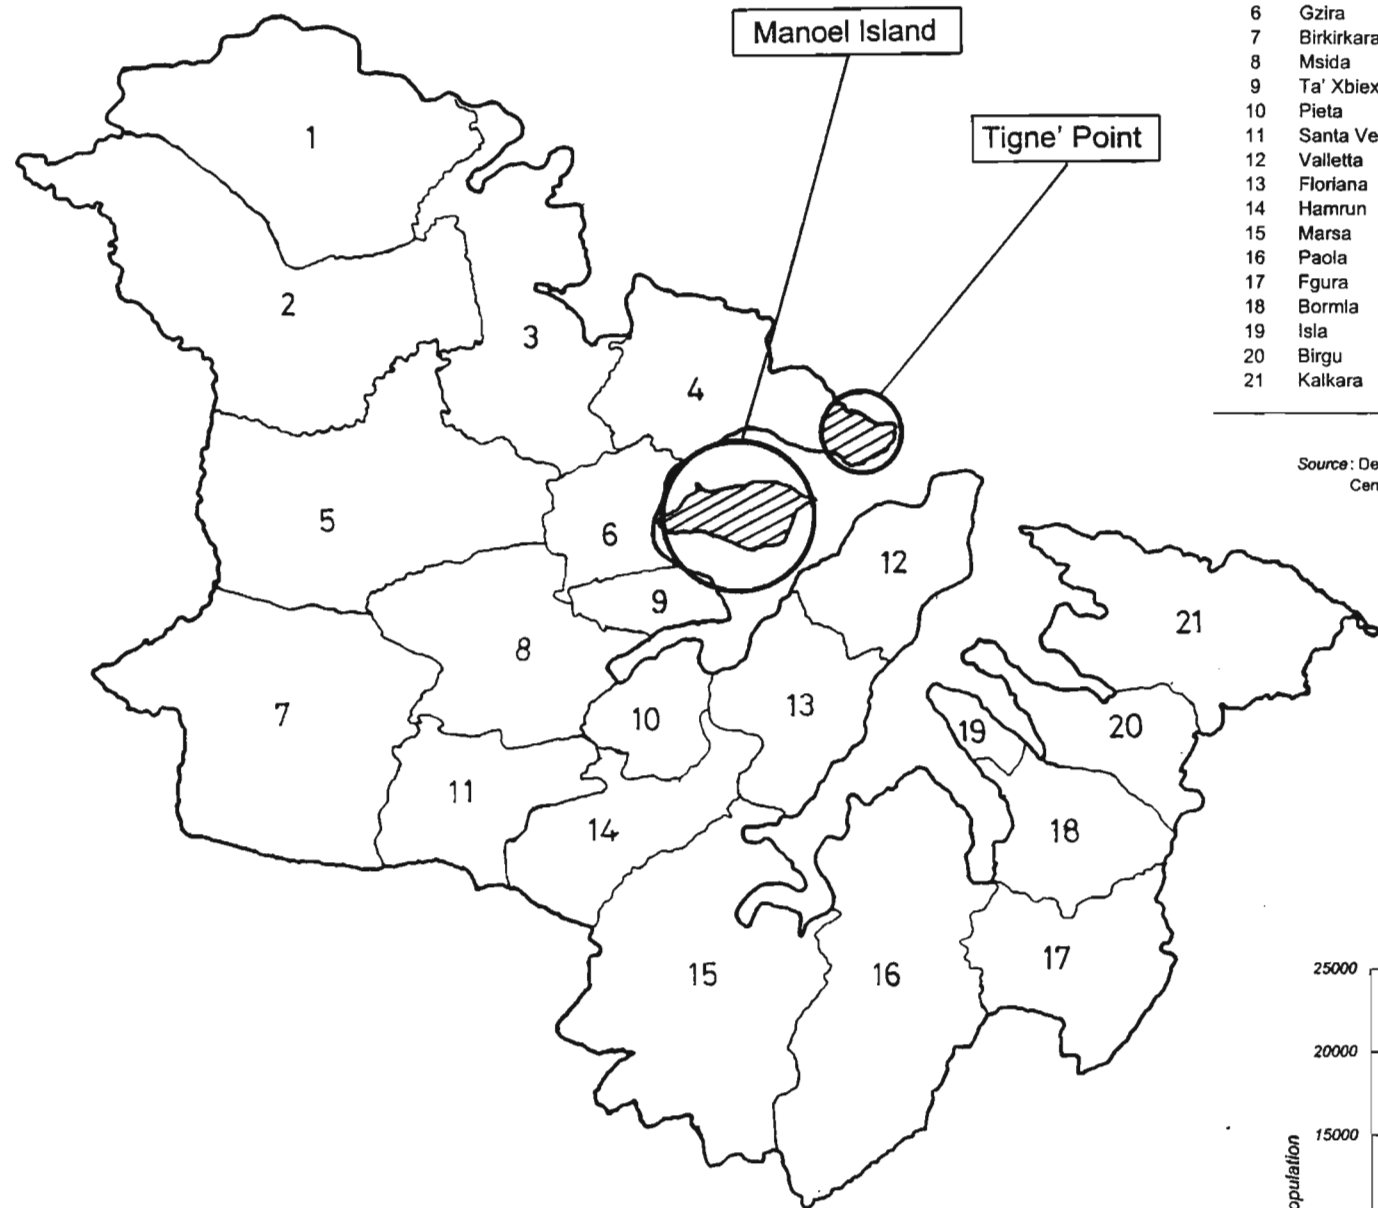 Manoel Island
Tigne' Point
6 Gzira
7 Birkirkara
8 Msida
9 Ta' Xbiex
10 Pieta
11 Santa Ve
12 Valletta
13 Floriana
14 Hamrun
15 Marsa
16 Paola
17 Fgura
18 Bormla
19 Isla
20 Birgu
21 Kalkara
Source: De
Cen
1
2
3
4
5
6
7
8
9
10
11
12
13
14
15
16
17
18
19
20
21
25000
20000
15000
opulation